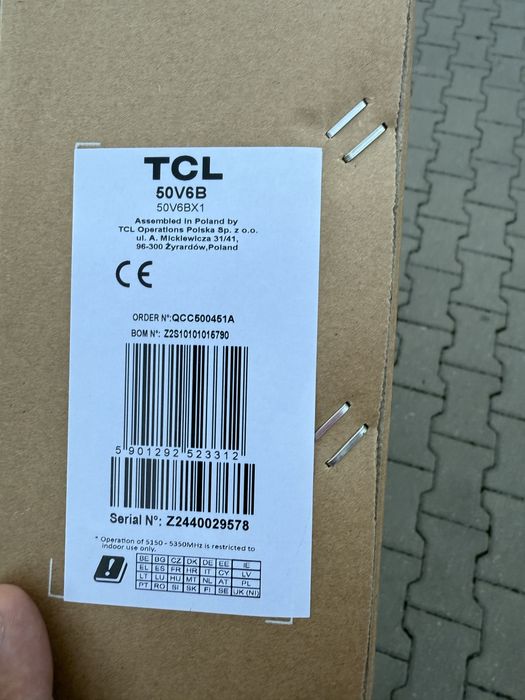 TCL
50V6B
50V6BX1
Assembled in Poland by
TCL Operations Polska Sp. z o.o.
ul. A. Mickiewicza 31/41,
96-300 Żyrardów,Poland
CE
ORDER N°:QCC500451A
BOM N°: Z2S10101015790
5 901292 523312
Serial N°: Z2440029578
* Operation of 5150 - 5350MHz is restricted to
indoor use only.
BE BG CZ DK DE EE IE
EL ES FR HR IT CY LV
LT LU HU MT NL AT PL
PT RO SI SK FI SE UK (NI)